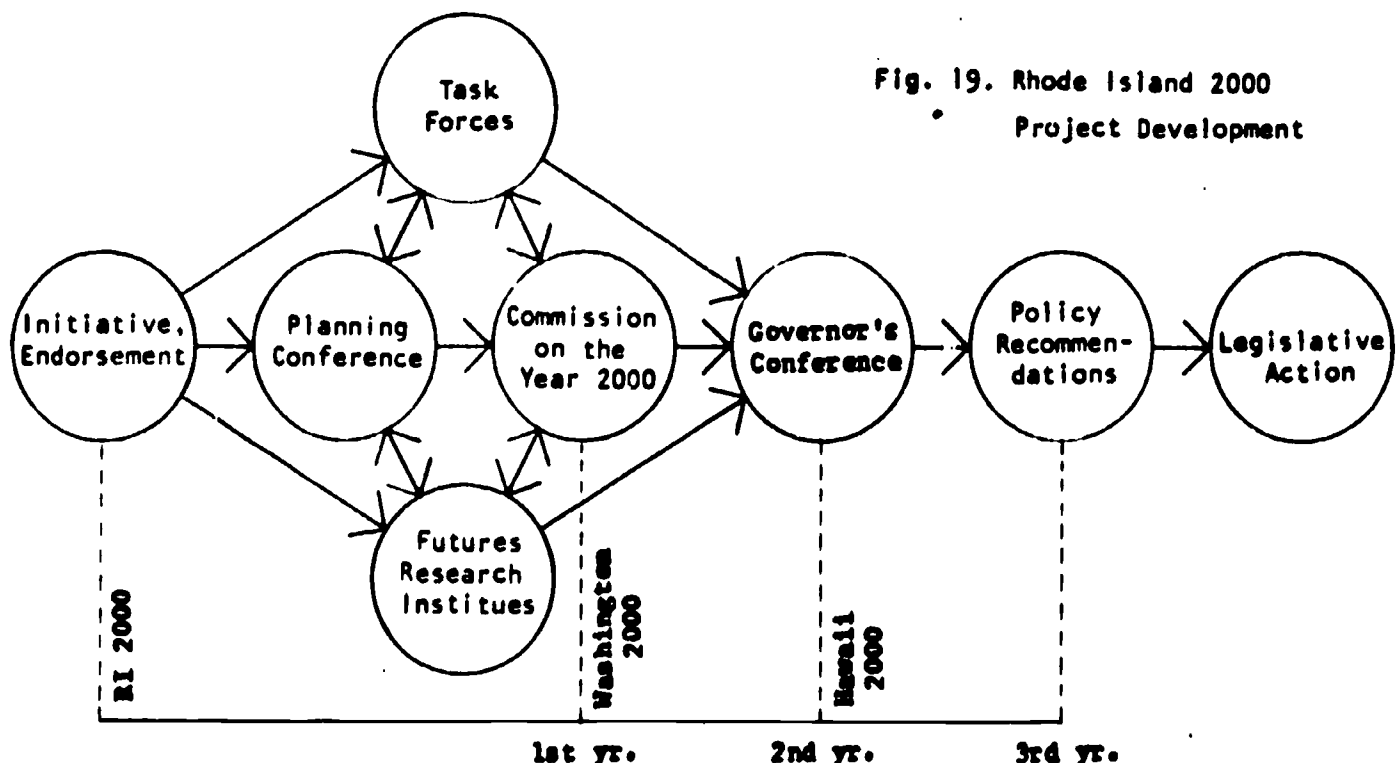 Fig. 19. Rhode Island 2000
Project Development
Task
Forces
Initiative,
Endorsement
Planning
Conference
Commission
on the
Year 2000
Governor's
Conference
Policy
Recommen-
dations
Legislative
Action
Futures
Research
Institues
RI 2000
Washington
2000
Hawaii
2000
1st yr.
2nd yr.
3rd yr.